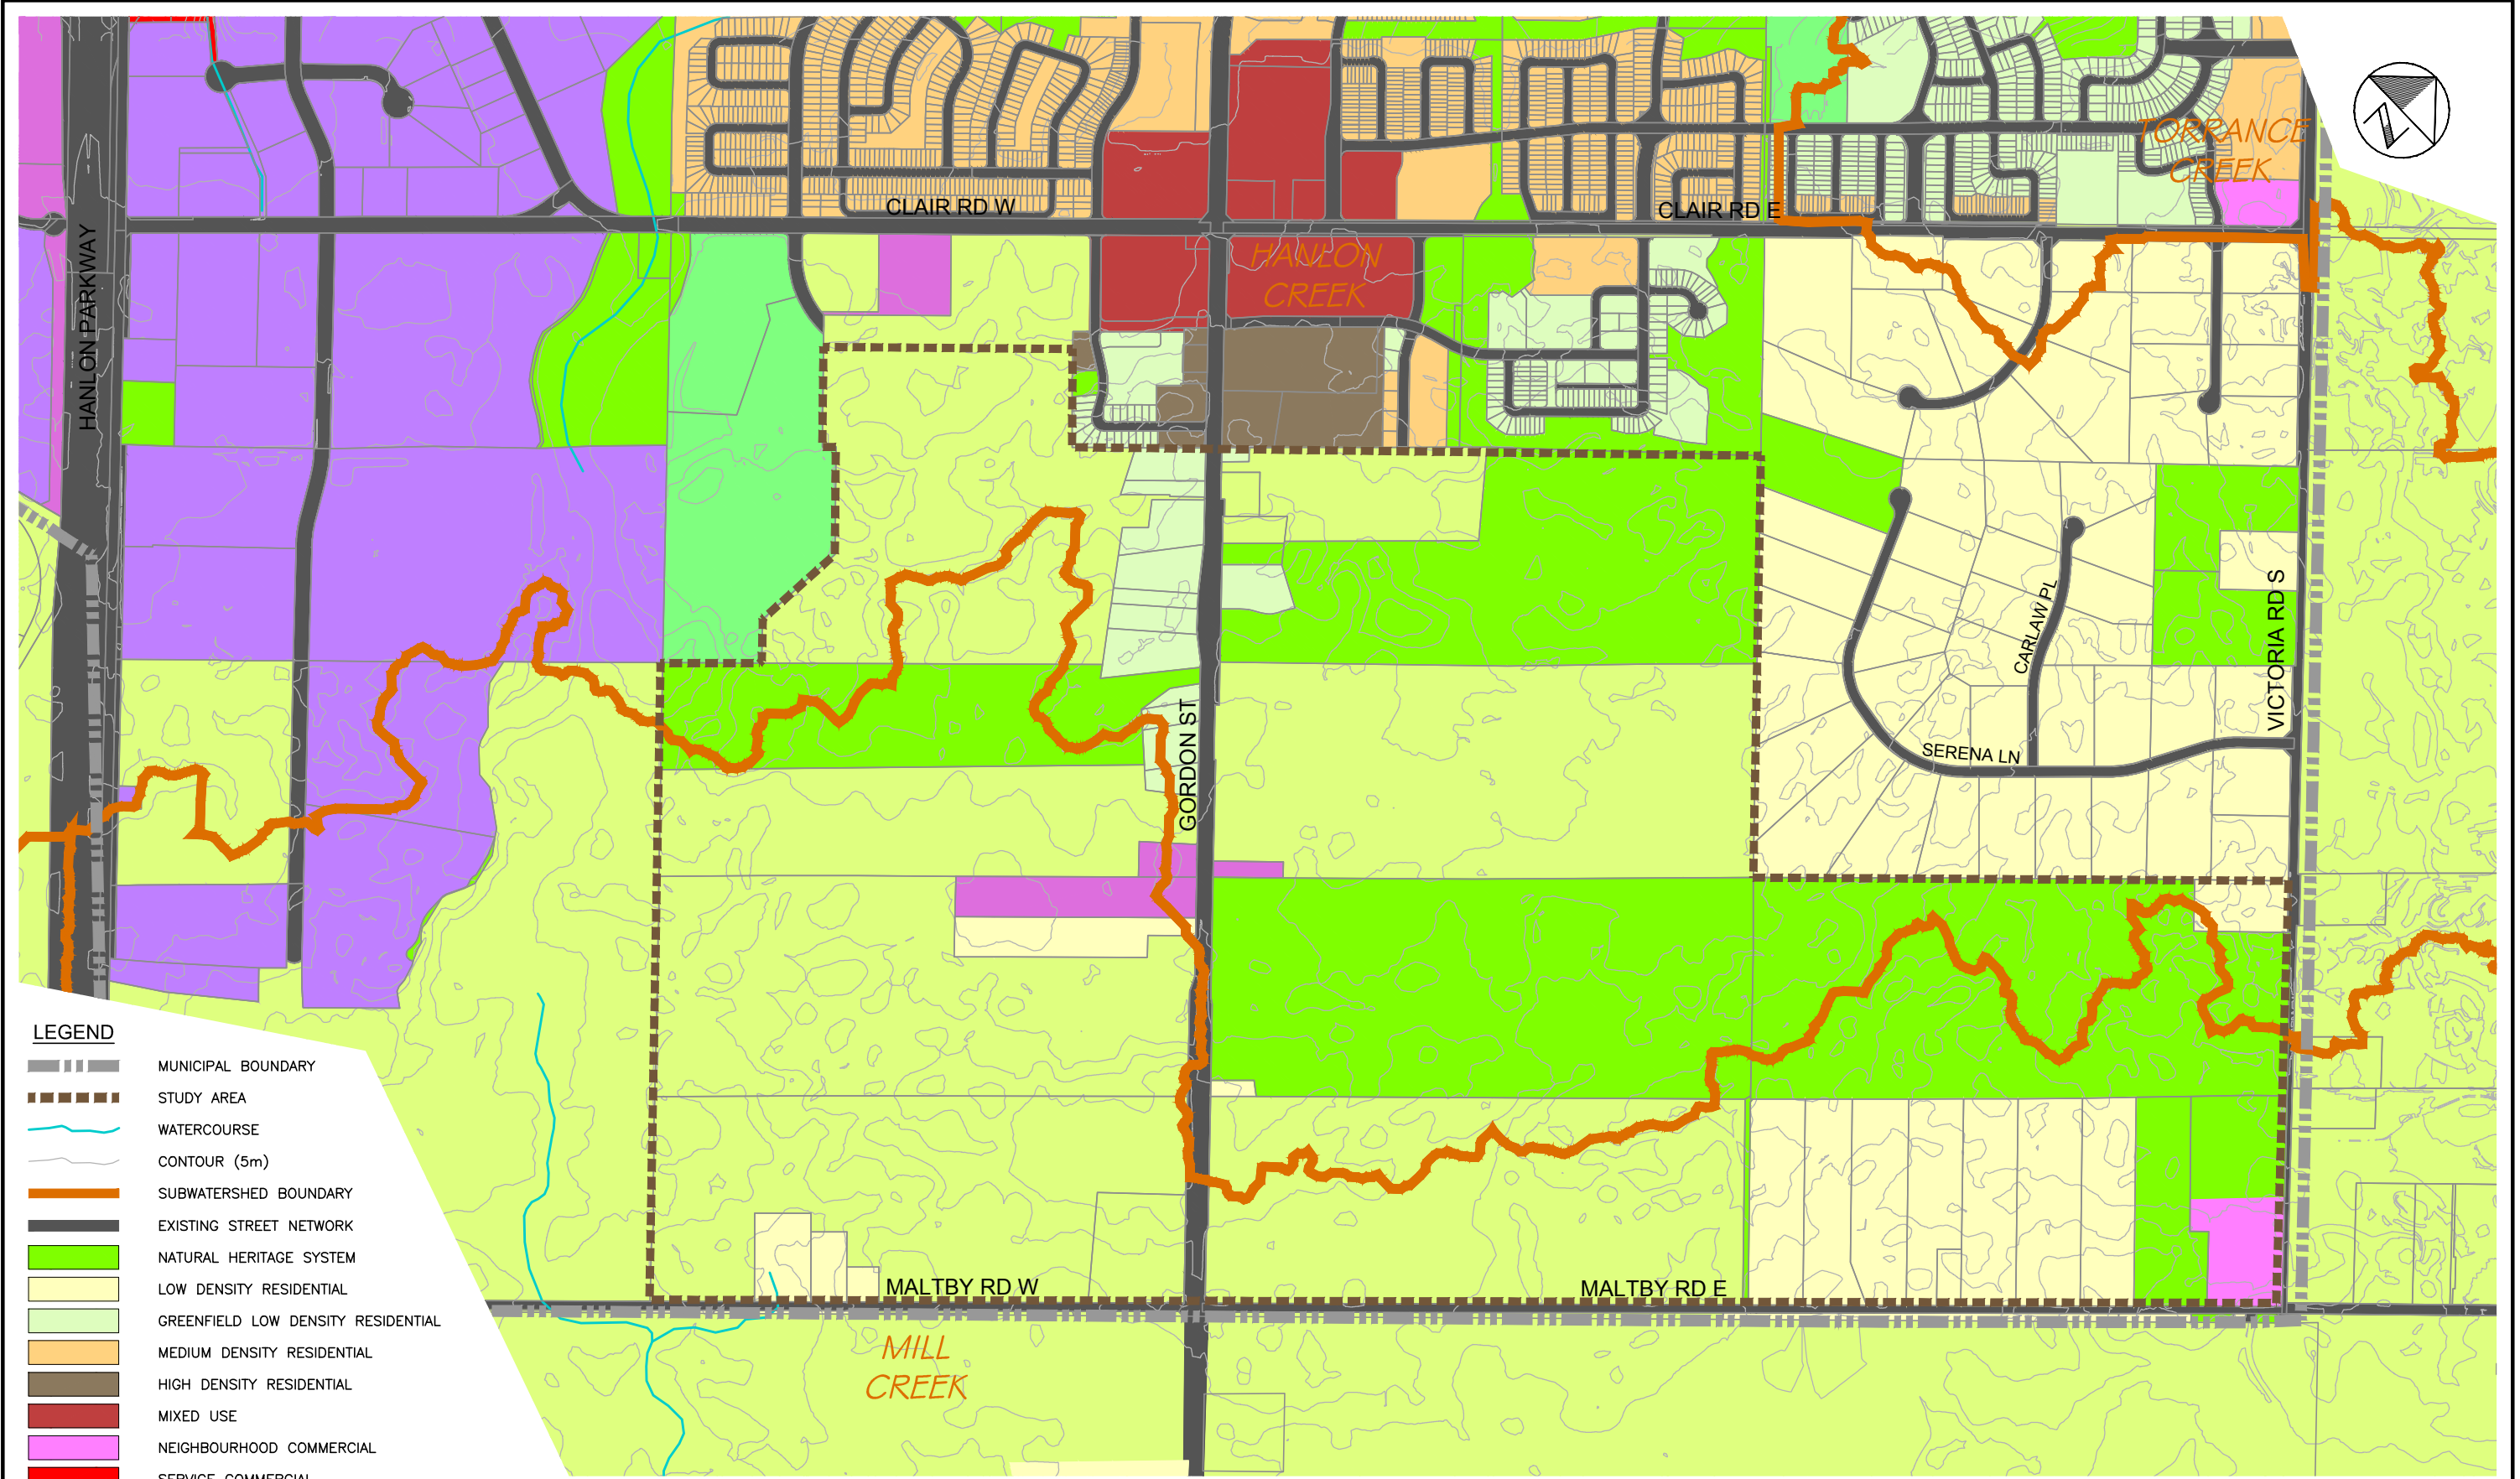 TORRANCE
CREEK
CLAIR RD W
CLAIR RD E
HANLON
CREEK
HANLON PARKWAY
CARLAW PL
VICTORIA RD S
GORDON ST
SERENA LN
MALTBY RD W
MALTBY RD E
MILL
CREEK
LEGEND
MUNICIPAL BOUNDARY
STUDY AREA
WATERCOURSE
CONTOUR (5m)
SUBWATERSHED BOUNDARY
EXISTING STREET NETWORK
NATURAL HERITAGE SYSTEM
LOW DENSITY RESIDENTIAL
GREENFIELD LOW DENSITY RESIDENTIAL
MEDIUM DENSITY RESIDENTIAL
HIGH DENSITY RESIDENTIAL
MIXED USE
NEIGHBOURHOOD COMMERCIAL
SERVICE COMMERCIAL